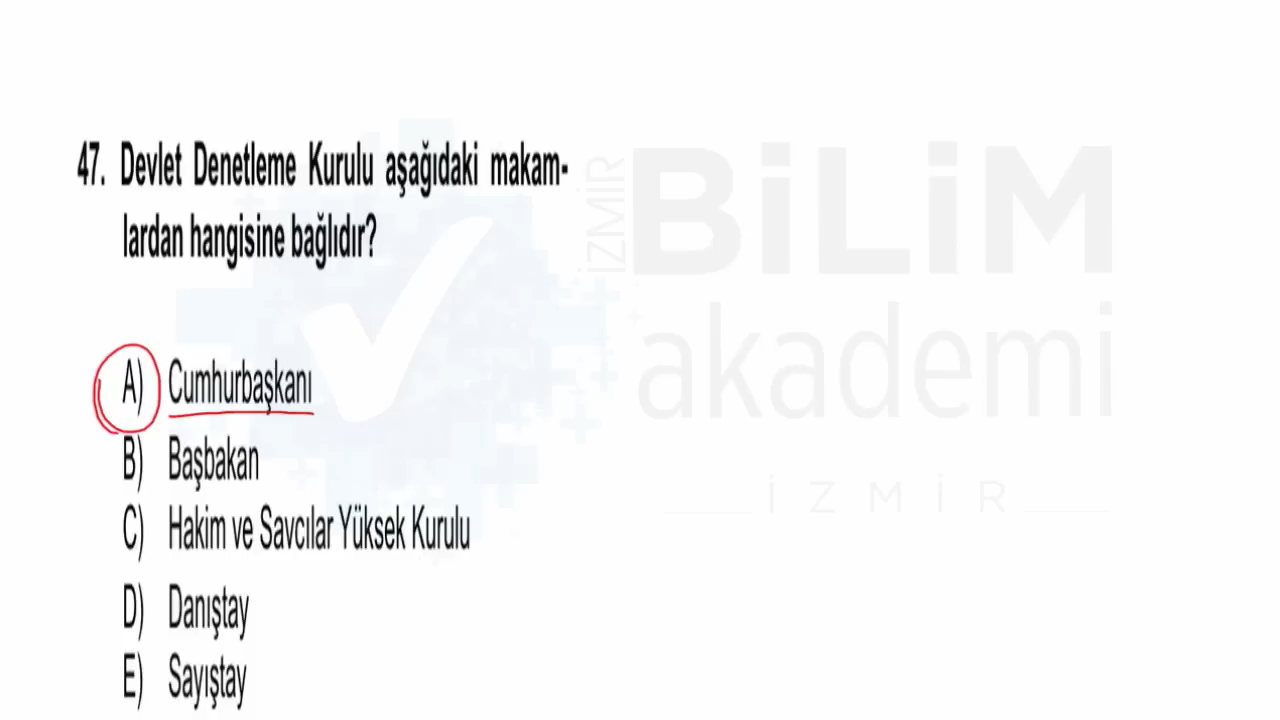 47. Devlet Denetleme Kurulu aşağıdaki makam-
lardan hangisine bağlıdır?
A) Cumhurbaşkanı
B) Başbakan
C) Hakim ve Savcılar Yüksek Kurulu
D) Danıştay
E) Sayıştay
İZMİR
BiLiM
akademi
İZMİR